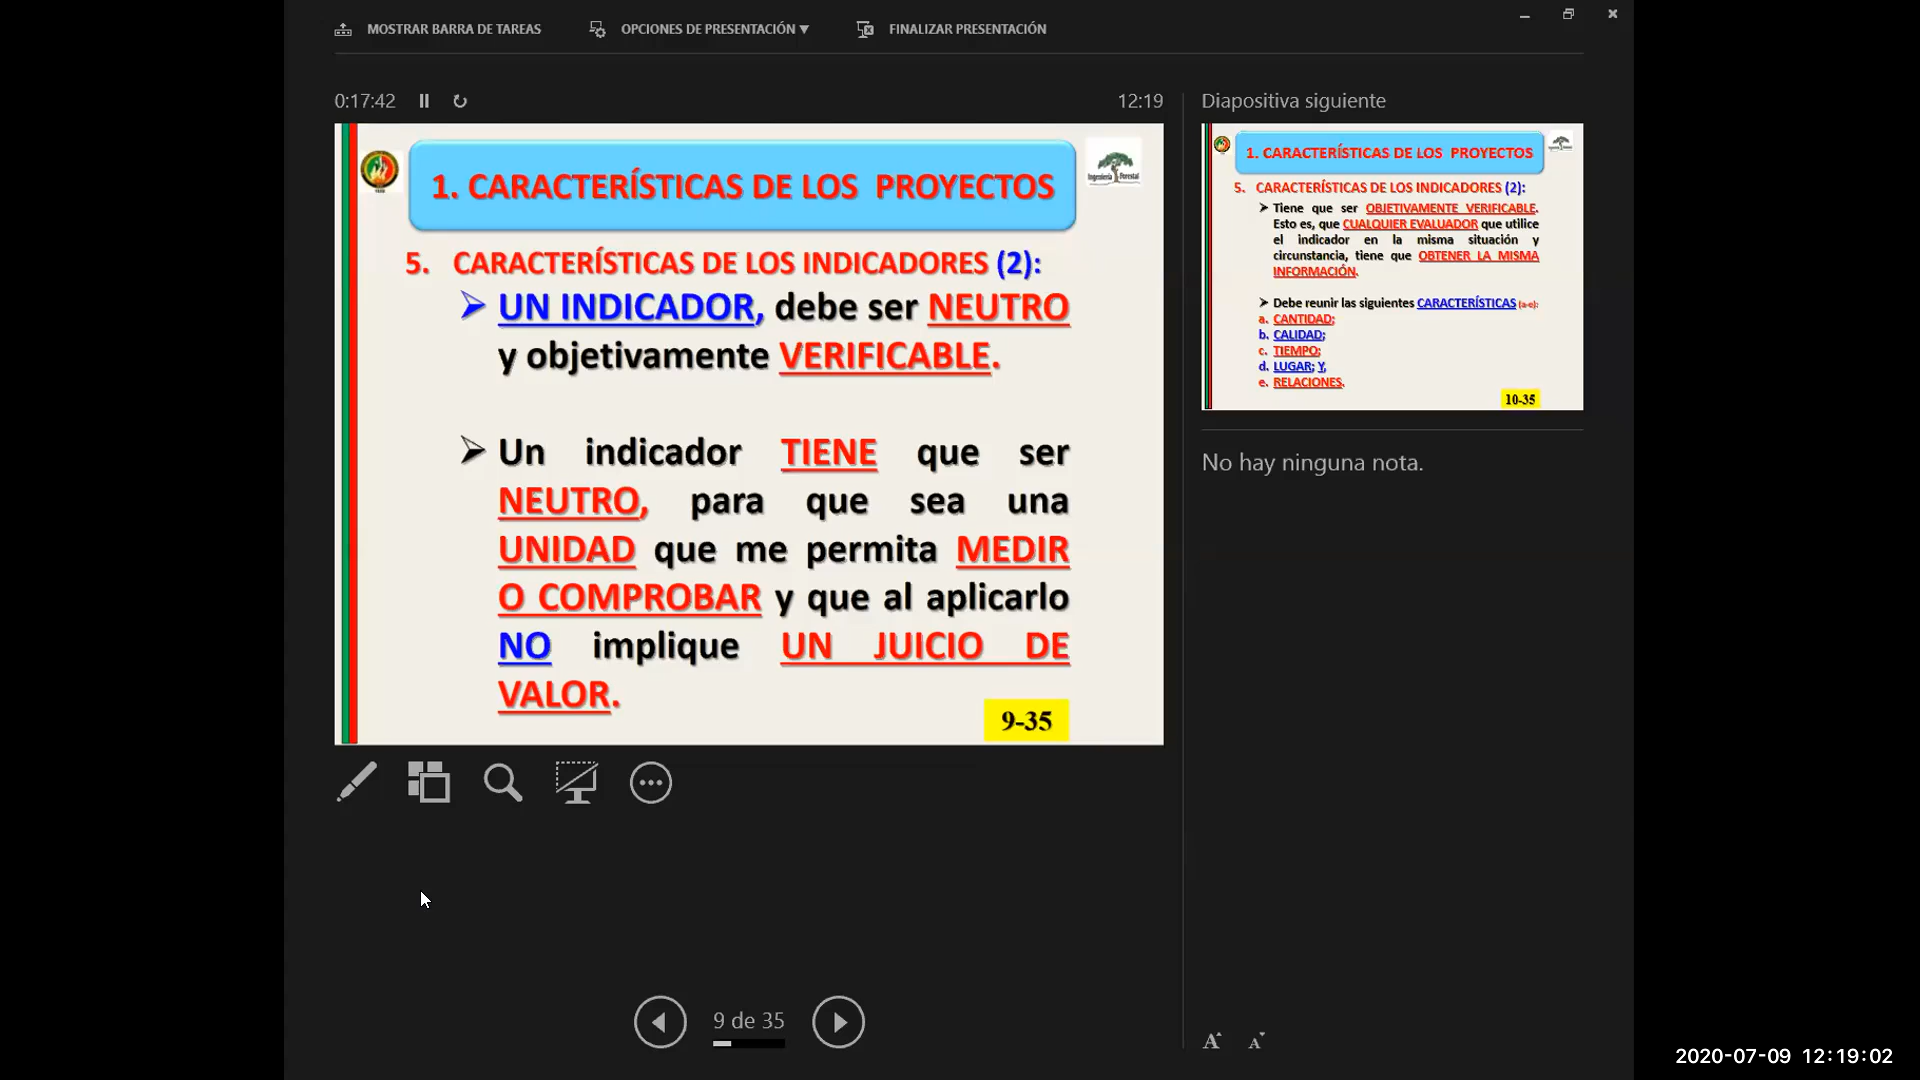 MOSTRAR BARRA DE TAREAS
OPCIONES DE PRESENTACIÓN ▼
FINALIZAR PRESENTACIÓN
0:17:42
12:19
1. CARACTERÍSTICAS DE LOS PROYECTOS
Ingeniería Forestal
5. CARACTERÍSTICAS DE LOS INDICADORES (2):
➢ UN INDICADOR, debe ser NEUTRO
y objetivamente VERIFICABLE.
➢ Un indicador TIENE que ser
NEUTRO, para que sea una
UNIDAD que me permita MEDIR
O COMPROBAR y que al aplicarlo
NO implique UN JUICIO DE
VALOR.
9-35
9 de 35
Diapositiva siguiente
1. CARACTERÍSTICAS DE LOS PROYECTOS
5. CARACTERÍSTICAS DE LOS INDICADORES (2):
➢ Tiene que ser OBJETIVAMENTE VERIFICABLE.
Esto es, que CUALQUIER EVALUADOR que utilice
el indicador en la misma situación y
circunstancia, tiene que OBTENER LA MISMA
INFORMACIÓN.
➢ Debe reunir las siguientes CARACTERÍSTICAS (a-e):
a. CANTIDAD;
b. CALIDAD;
c. TIEMPO;
d. LUGAR; Y,
e. RELACIONES.
10-35
No hay ninguna nota.
A A
2020-07-09 12:19:02